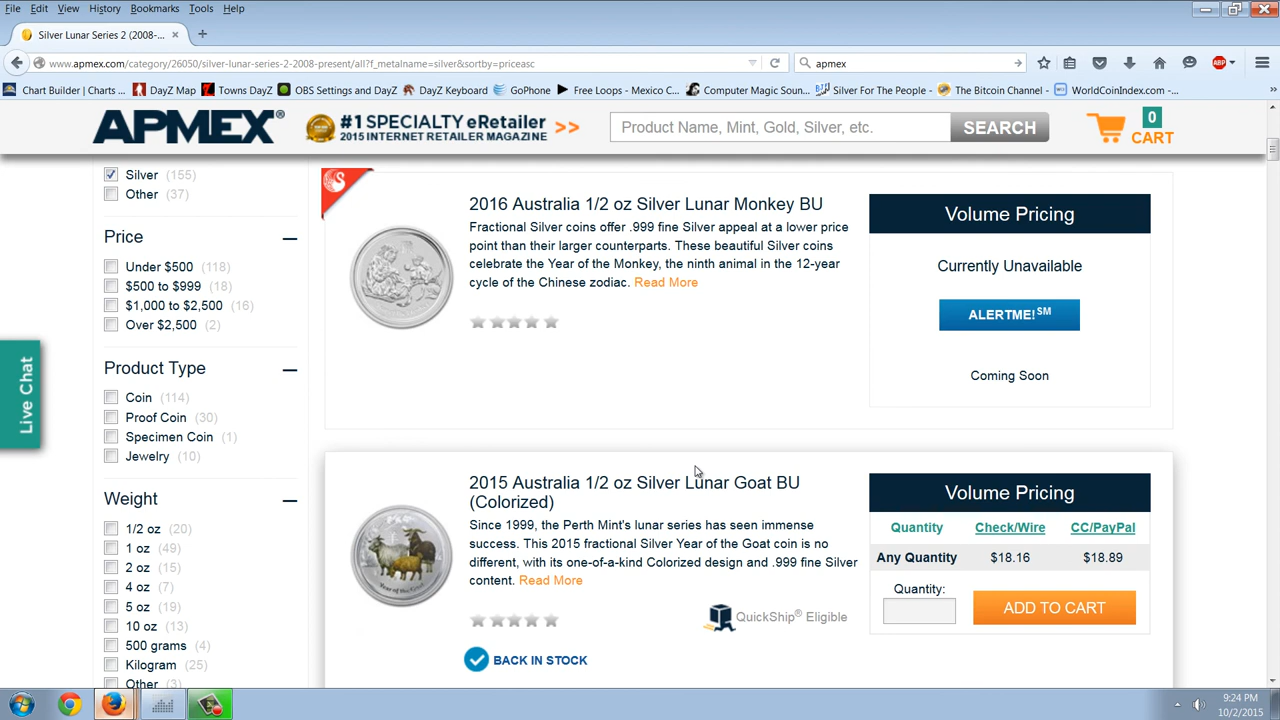 File Edit View History Bookmarks Tools Help
Silver Lunar Series 2 (2008-...
www.apmex.com/category/26050/silver-lunar-series-2-2008-present/all?f_metalname=silver&sortby=priceasc
apmex
ABP
Chart Builder | Charts ... DayZ Map Towns DayZ OBS Settings and DayZ DayZ Keyboard GoPhone Free Loops - Mexico C... Computer Magic Soun... Silver For The People - ... The Bitcoin Channel - ... WorldCoinIndex.com -...
APMEX®
#1 SPECIALTY eRetailer
2015 INTERNET RETAILER MAGAZINE >>
Product Name, Mint, Gold, Silver, etc.
SEARCH
0
CART
Silver (155)
Other (37)
Price
Under $500 (118)
$500 to $999 (18)
$1,000 to $2,500 (16)
Over $2,500 (2)
Product Type
Coin (114)
Proof Coin (30)
Specimen Coin (1)
Jewelry (10)
Weight
1/2 oz (20)
1 oz (49)
2 oz (15)
4 oz (7)
5 oz (19)
10 oz (13)
500 grams (4)
Kilogram (25)
Other (3)
Live Chat
2016 Australia 1/2 oz Silver Lunar Monkey BU
Fractional Silver coins offer .999 fine Silver appeal at a lower price
point than their larger counterparts. These beautiful Silver coins
celebrate the Year of the Monkey, the ninth animal in the 12-year
cycle of the Chinese zodiac. Read More
Volume Pricing
Currently Unavailable
ALERTME!SM
Coming Soon
2015 Australia 1/2 oz Silver Lunar Goat BU
(Colorized)
Since 1999, the Perth Mint's lunar series has seen immense
success. This 2015 fractional Silver Year of the Goat coin is no
different, with its one-of-a-kind Colorized design and .999 fine Silver
content. Read More
QuickShip® Eligible
BACK IN STOCK
Volume Pricing
Quantity Check/Wire CC/PayPal
Any Quantity $18.16 $18.89
Quantity:
ADD TO CART
9:24 PM
10/2/2015